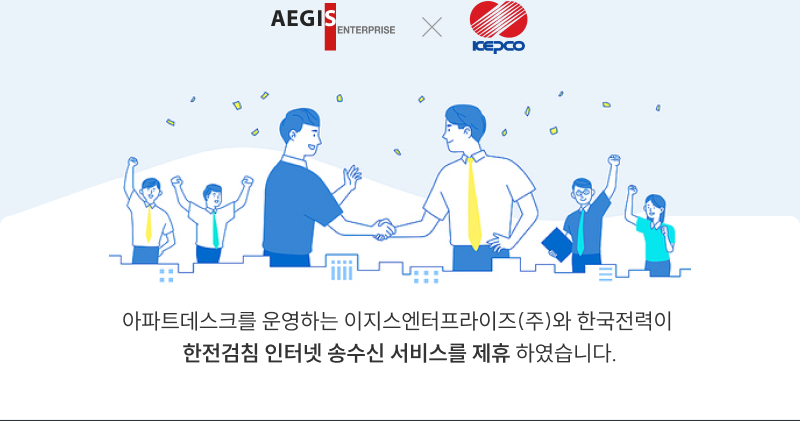 AEGIS ENTERPRISE × KEPCO
아파트데스크를 운영하는 이지스엔터프라이즈(주)와 한국전력이
한전검침 인터넷 송수신 서비스를 제휴 하였습니다.